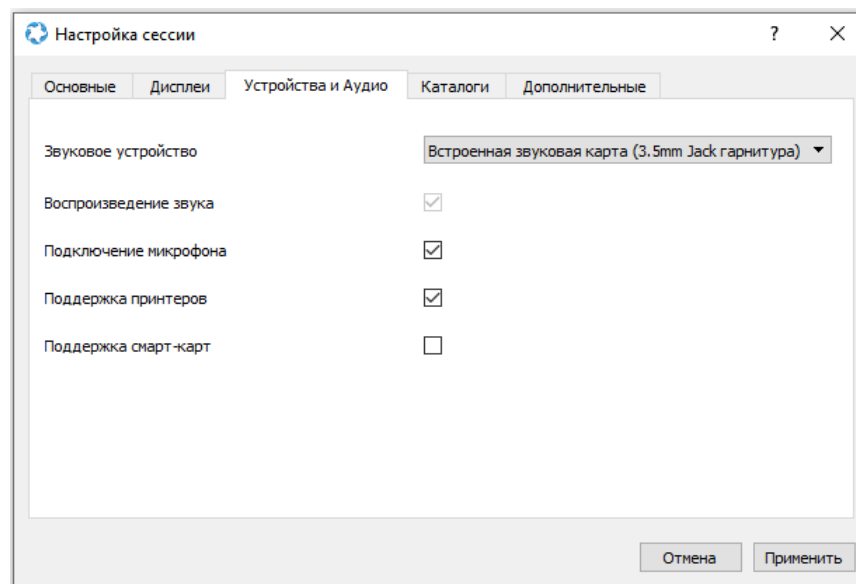 Настройка сессии
?
Основные Дисплеи Устройства и Аудио Каталоги Дополнительные
Звуковое устройство Встроенная звуковая карта (3.5mm Jack гарнитура)
Воспроизведение звука
Подключение микрофона
Поддержка принтеров
Поддержка смарт-карт
Отмена Применить